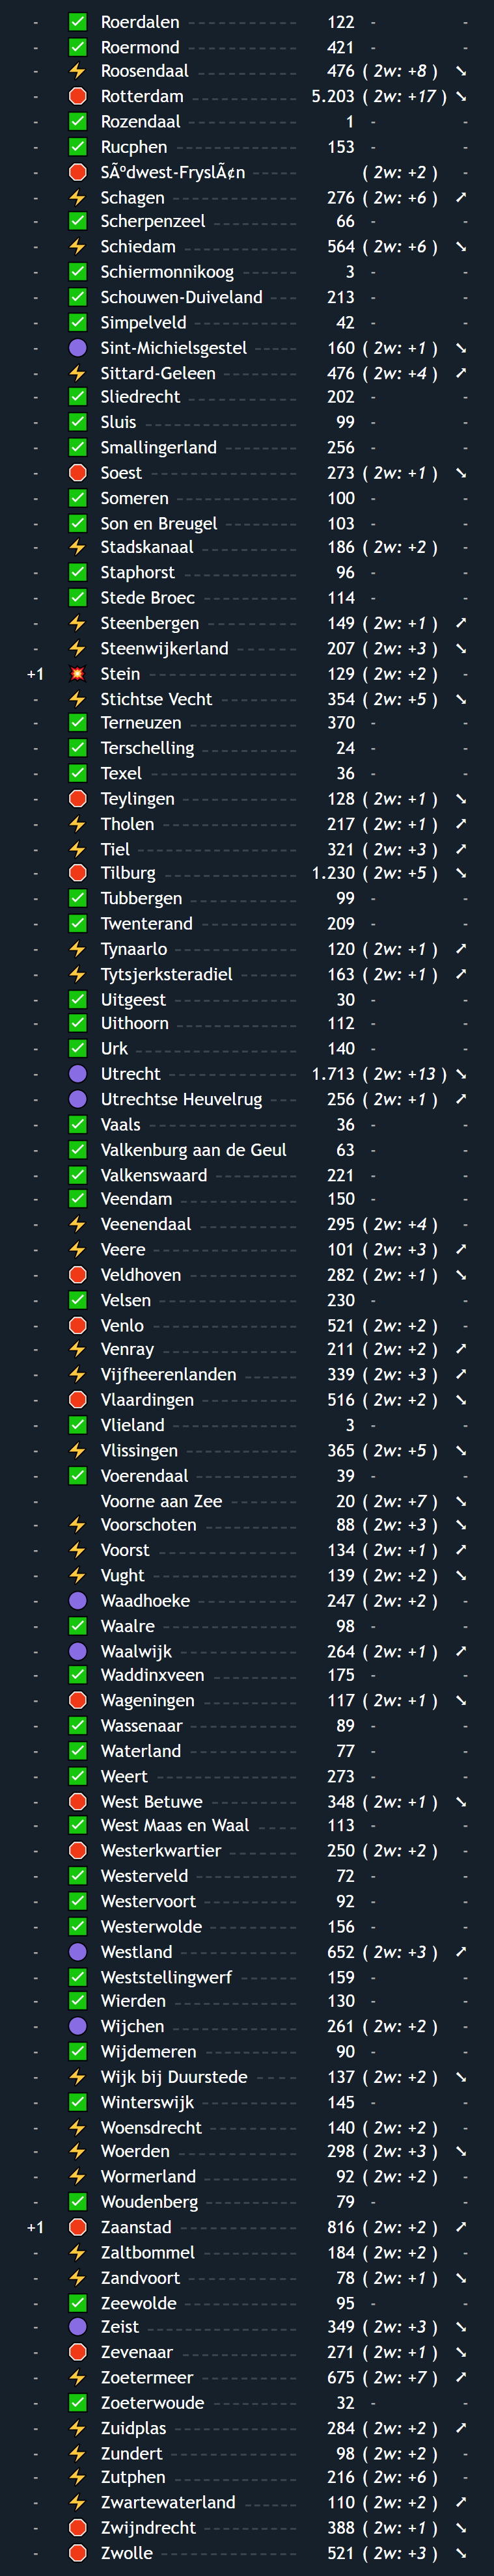 - ✅ Roerdalen ------ 122 - -
- ✅ Roermond ------ 421 - -
- ⚡ Roosendaal ------ 476 ( 2w: +8 ) ➘
- 🛑 Rotterdam ------ 5.203 ( 2w: +17 ) ➘
- ✅ Rozendaal ------ 1 - -
- ✅ Rucphen ------ 153 - -
- 🛑 SÃºdwest-FryslÃ¢n ------ ( 2w: +2 ) -
- ⚡ Schagen ------ 276 ( 2w: +6 ) ➚
- ✅ Scherpenzeel ------ 66 - -
- ⚡ Schiedam ------ 564 ( 2w: +6 ) ➘
- ✅ Schiermonnikoog ------ 3 - -
- ✅ Schouwen-Duiveland ---- 213 - -
- ✅ Simpelveld ------ 42 - -
- 🟣 Sint-Michielsgestel ----- 160 ( 2w: +1 ) ➘
- ⚡ Sittard-Geleen ------ 476 ( 2w: +4 ) ➚
- ✅ Sliedrecht ------ 202 - -
- ✅ Sluis ------ 99 - -
- ✅ Smallingerland ------ 256 - -
- 🛑 Soest ------ 273 ( 2w: +1 ) ➘
- ✅ Someren ------ 100 - -
- ✅ Son en Breugel ------ 103 - -
- ⚡ Stadskanaal ------ 186 ( 2w: +2 ) -
- ✅ Staphorst ------ 96 - -
- ✅ Stede Broec ------ 114 - -
- ⚡ Steenbergen ------ 149 ( 2w: +1 ) ➚
- ⚡ Steenwijkerland ------ 207 ( 2w: +3 ) ➘
+1 💥 Stein ------ 129 ( 2w: +2 ) -
- ⚡ Stichtse Vecht ------ 354 ( 2w: +5 ) ➘
- ✅ Terneuzen ------ 370 - -
- ✅ Terschelling ------ 24 - -
- ✅ Texel ------ 36 - -
- 🛑 Teylingen ------ 128 ( 2w: +1 ) ➘
- ⚡ Tholen ------ 217 ( 2w: +1 ) ➚
- ⚡ Tiel ------ 321 ( 2w: +3 ) ➚
- 🛑 Tilburg ------ 1.230 ( 2w: +5 ) ➘
- ✅ Tubbergen ------ 99 - -
- ✅ Twenterand ------ 209 - -
- ⚡ Tynaarlo ------ 120 ( 2w: +1 ) ➚
- ⚡ Tytsjerksteradiel ------ 163 ( 2w: +1 ) ➚
- ✅ Uitgeest ------ 30 - -
- ✅ Uithoorn ------ 112 - -
- ✅ Urk ------ 140 - -
- 🟣 Utrecht ------ 1.713 ( 2w: +13 ) ➘
- 🟣 Utrechtse Heuvelrug ---- 256 ( 2w: +1 ) ➚
- ✅ Vaals ------ 36 - -
- ✅ Valkenburg aan de Geul 63 - -
- ✅ Valkenswaard ------ 221 - -
- ✅ Veendam ------ 150 - -
- ⚡ Veenendaal ------ 295 ( 2w: +4 ) -
- ⚡ Veere ------ 101 ( 2w: +3 ) ➚
- 🛑 Veldhoven ------ 282 ( 2w: +1 ) ➘
- ✅ Velsen ------ 230 - -
- 🛑 Venlo ------ 521 ( 2w: +2 ) -
- ⚡ Venray ------ 211 ( 2w: +2 ) ➚
- ⚡ Vijfheerenlanden ------ 339 ( 2w: +3 ) ➚
- 🛑 Vlaardingen ------ 516 ( 2w: +2 ) ➘
- ✅ Vlieland ------ 3 - -
- ⚡ Vlissingen ------ 365 ( 2w: +5 ) ➘
- ✅ Voerendaal ------ 39 - -
- Voorne aan Zee ------ 20 ( 2w: +7 ) ➘
- ⚡ Voorschoten ------ 88 ( 2w: +3 ) ➘
- ⚡ Voorst ------ 134 ( 2w: +1 ) ➚
- ⚡ Vught ------ 139 ( 2w: +2 ) ➘
- 🟣 Waadhoeke ------ 247 ( 2w: +2 ) -
- ✅ Waalre ------ 98 - -
- 🟣 Waalwijk ------ 264 ( 2w: +1 ) ➚
- ✅ Waddinxveen ------ 175 - -
- 🛑 Wageningen ------ 117 ( 2w: +1 ) ➘
- ✅ Wassenaar ------ 89 - -
- ✅ Waterland ------ 77 - -
- ✅ Weert ------ 273 - -
- 🛑 West Betuwe ------ 348 ( 2w: +1 ) ➘
- ✅ West Maas en Waal ---- 113 - -
- 🛑 Westerkwartier ------ 250 ( 2w: +2 ) -
- ✅ Westerveld ------ 72 - -
- ✅ Westervoort ------ 92 - -
- ✅ Westerwolde ------ 156 - -
- 🟣 Westland ------ 652 ( 2w: +3 ) ➚
- ✅ Weststellingwerf ------ 159 - -
- ✅ Wierden ------ 130 - -
- 🟣 Wijchen ------ 261 ( 2w: +2 ) -
- ✅ Wijdemeren ------ 90 - -
- ⚡ Wijk bij Duurstede ----- 137 ( 2w: +2 ) ➘
- ✅ Winterswijk ------ 145 - -
- ⚡ Woensdrecht ------ 140 ( 2w: +2 ) -
- ⚡ Woerden ------ 298 ( 2w: +3 ) ➘
- ⚡ Wormerland ------ 92 ( 2w: +2 ) -
- ✅ Woudenberg ------ 79 - -
+1 🛑 Zaanstad ------ 816 ( 2w: +2 ) ➚
- ⚡ Zaltbommel ------ 184 ( 2w: +2 ) -
- ⚡ Zandvoort ------ 78 ( 2w: +1 ) ➘
- ✅ Zeewolde ------ 95 - -
- 🟣 Zeist ------ 349 ( 2w: +3 ) ➘
- 🛑 Zevenaar ------ 271 ( 2w: +1 ) ➘
- ⚡ Zoetermeer ------ 675 ( 2w: +7 ) ➚
- ✅ Zoeterwoude ------ 32 - -
- ⚡ Zuidplas ------ 284 ( 2w: +2 ) ➚
- ⚡ Zundert ------ 98 ( 2w: +2 ) -
- ⚡ Zutphen ------ 216 ( 2w: +6 ) -
- ⚡ Zwartewaterland ------ 110 ( 2w: +2 ) ➚
- 🛑 Zwijndrecht ------ 388 ( 2w: +1 ) ➘
- 🛑 Zwolle ------ 521 ( 2w: +3 ) ➘